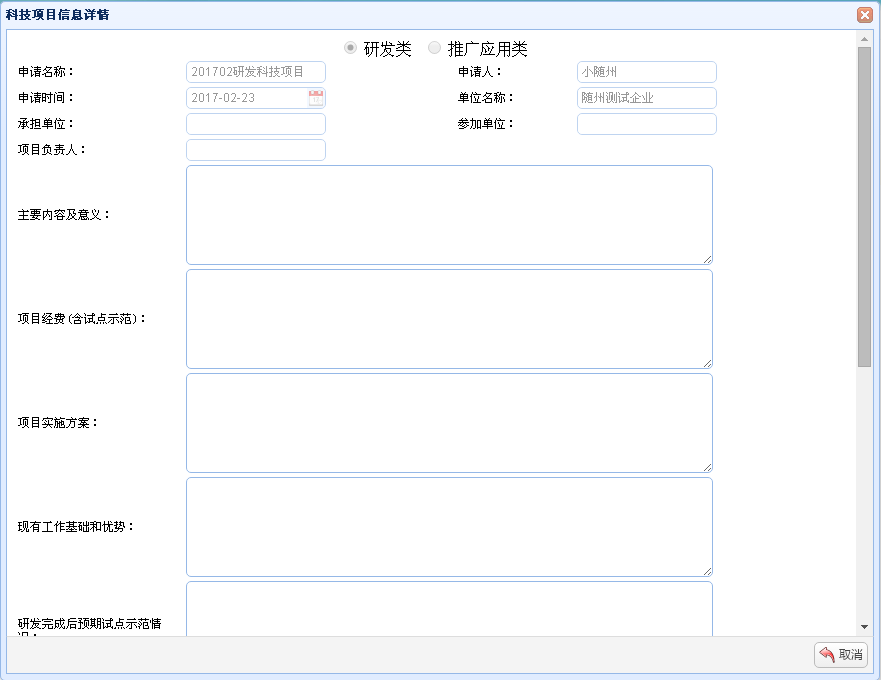 科技项目信息详情
研发类 推广应用类
申请名称： 201702研发科技项目 申请人： 小随州
申请时间： 2017-02-23 单位名称： 随州测试企业
承担单位： 参加单位：
项目负责人：
主要内容及意义：
项目经费(含试点示范)：
项目实施方案：
现有工作基础和优势：
研发完成后预期试点示范情
况：
取消